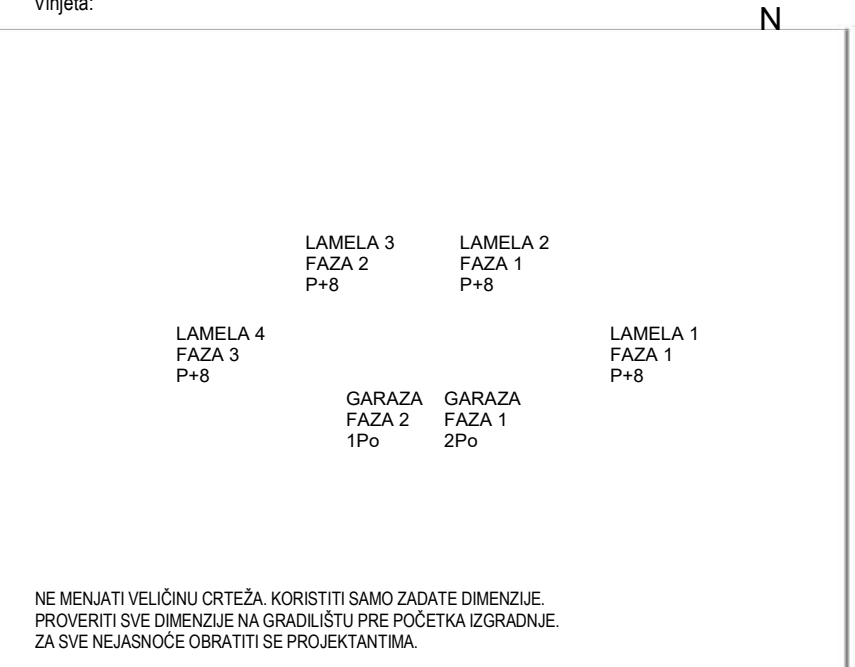 Vinjeta:
N
LAMELA 3
FAZA 2
P+8
LAMELA 2
FAZA 1
P+8
LAMELA 4
FAZA 3
P+8
LAMELA 1
FAZA 1
P+8
GARAZA
FAZA 2
1Po
GARAZA
FAZA 1
2Po
NE MENJATI VELIČINU CRTEŽA. KORISTITI SAMO ZADATE DIMENZIJE.
PROVERITI SVE DIMENZIJE NA GRADILIŠTU PRE POČETKA IZGRADNJE.
ZA SVE NEJASNOĆE OBRATITI SE PROJEKTANTIMA.